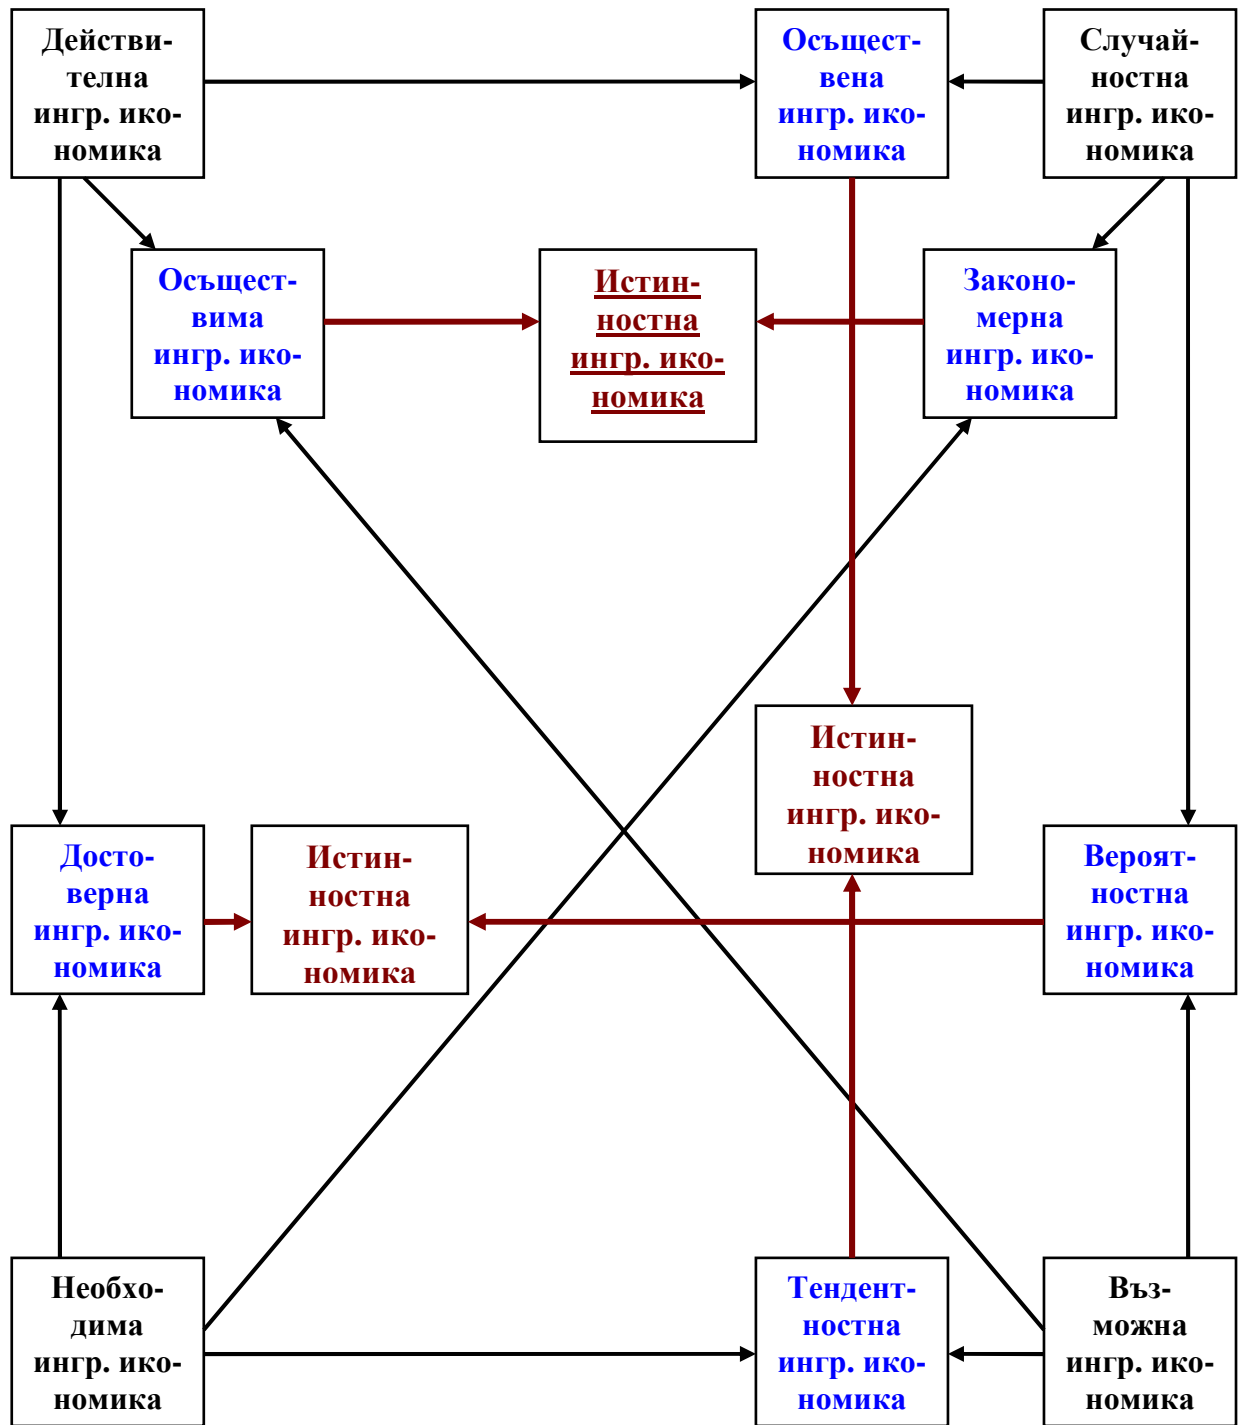 Действи-
телна
ингр. ико-
номика
Осъщест-
вена
ингр. ико-
номика
Случай-
ностна
ингр. ико-
номика
Осъщест-
вима
ингр. ико-
номика
Истин-
ностна
ингр. ико-
номика
Законо-
мерна
ингр. ико-
номика
Истин-
ностна
ингр. ико-
номика
Досто-
верна
ингр. ико-
номика
Истин-
ностна
ингр. ико-
номика
Вероят-
ностна
ингр. ико-
номика
Необхо-
дима
ингр. ико-
номика
Тендент-
ностна
ингр. ико-
номика
Въз-
можна
ингр. ико-
номика